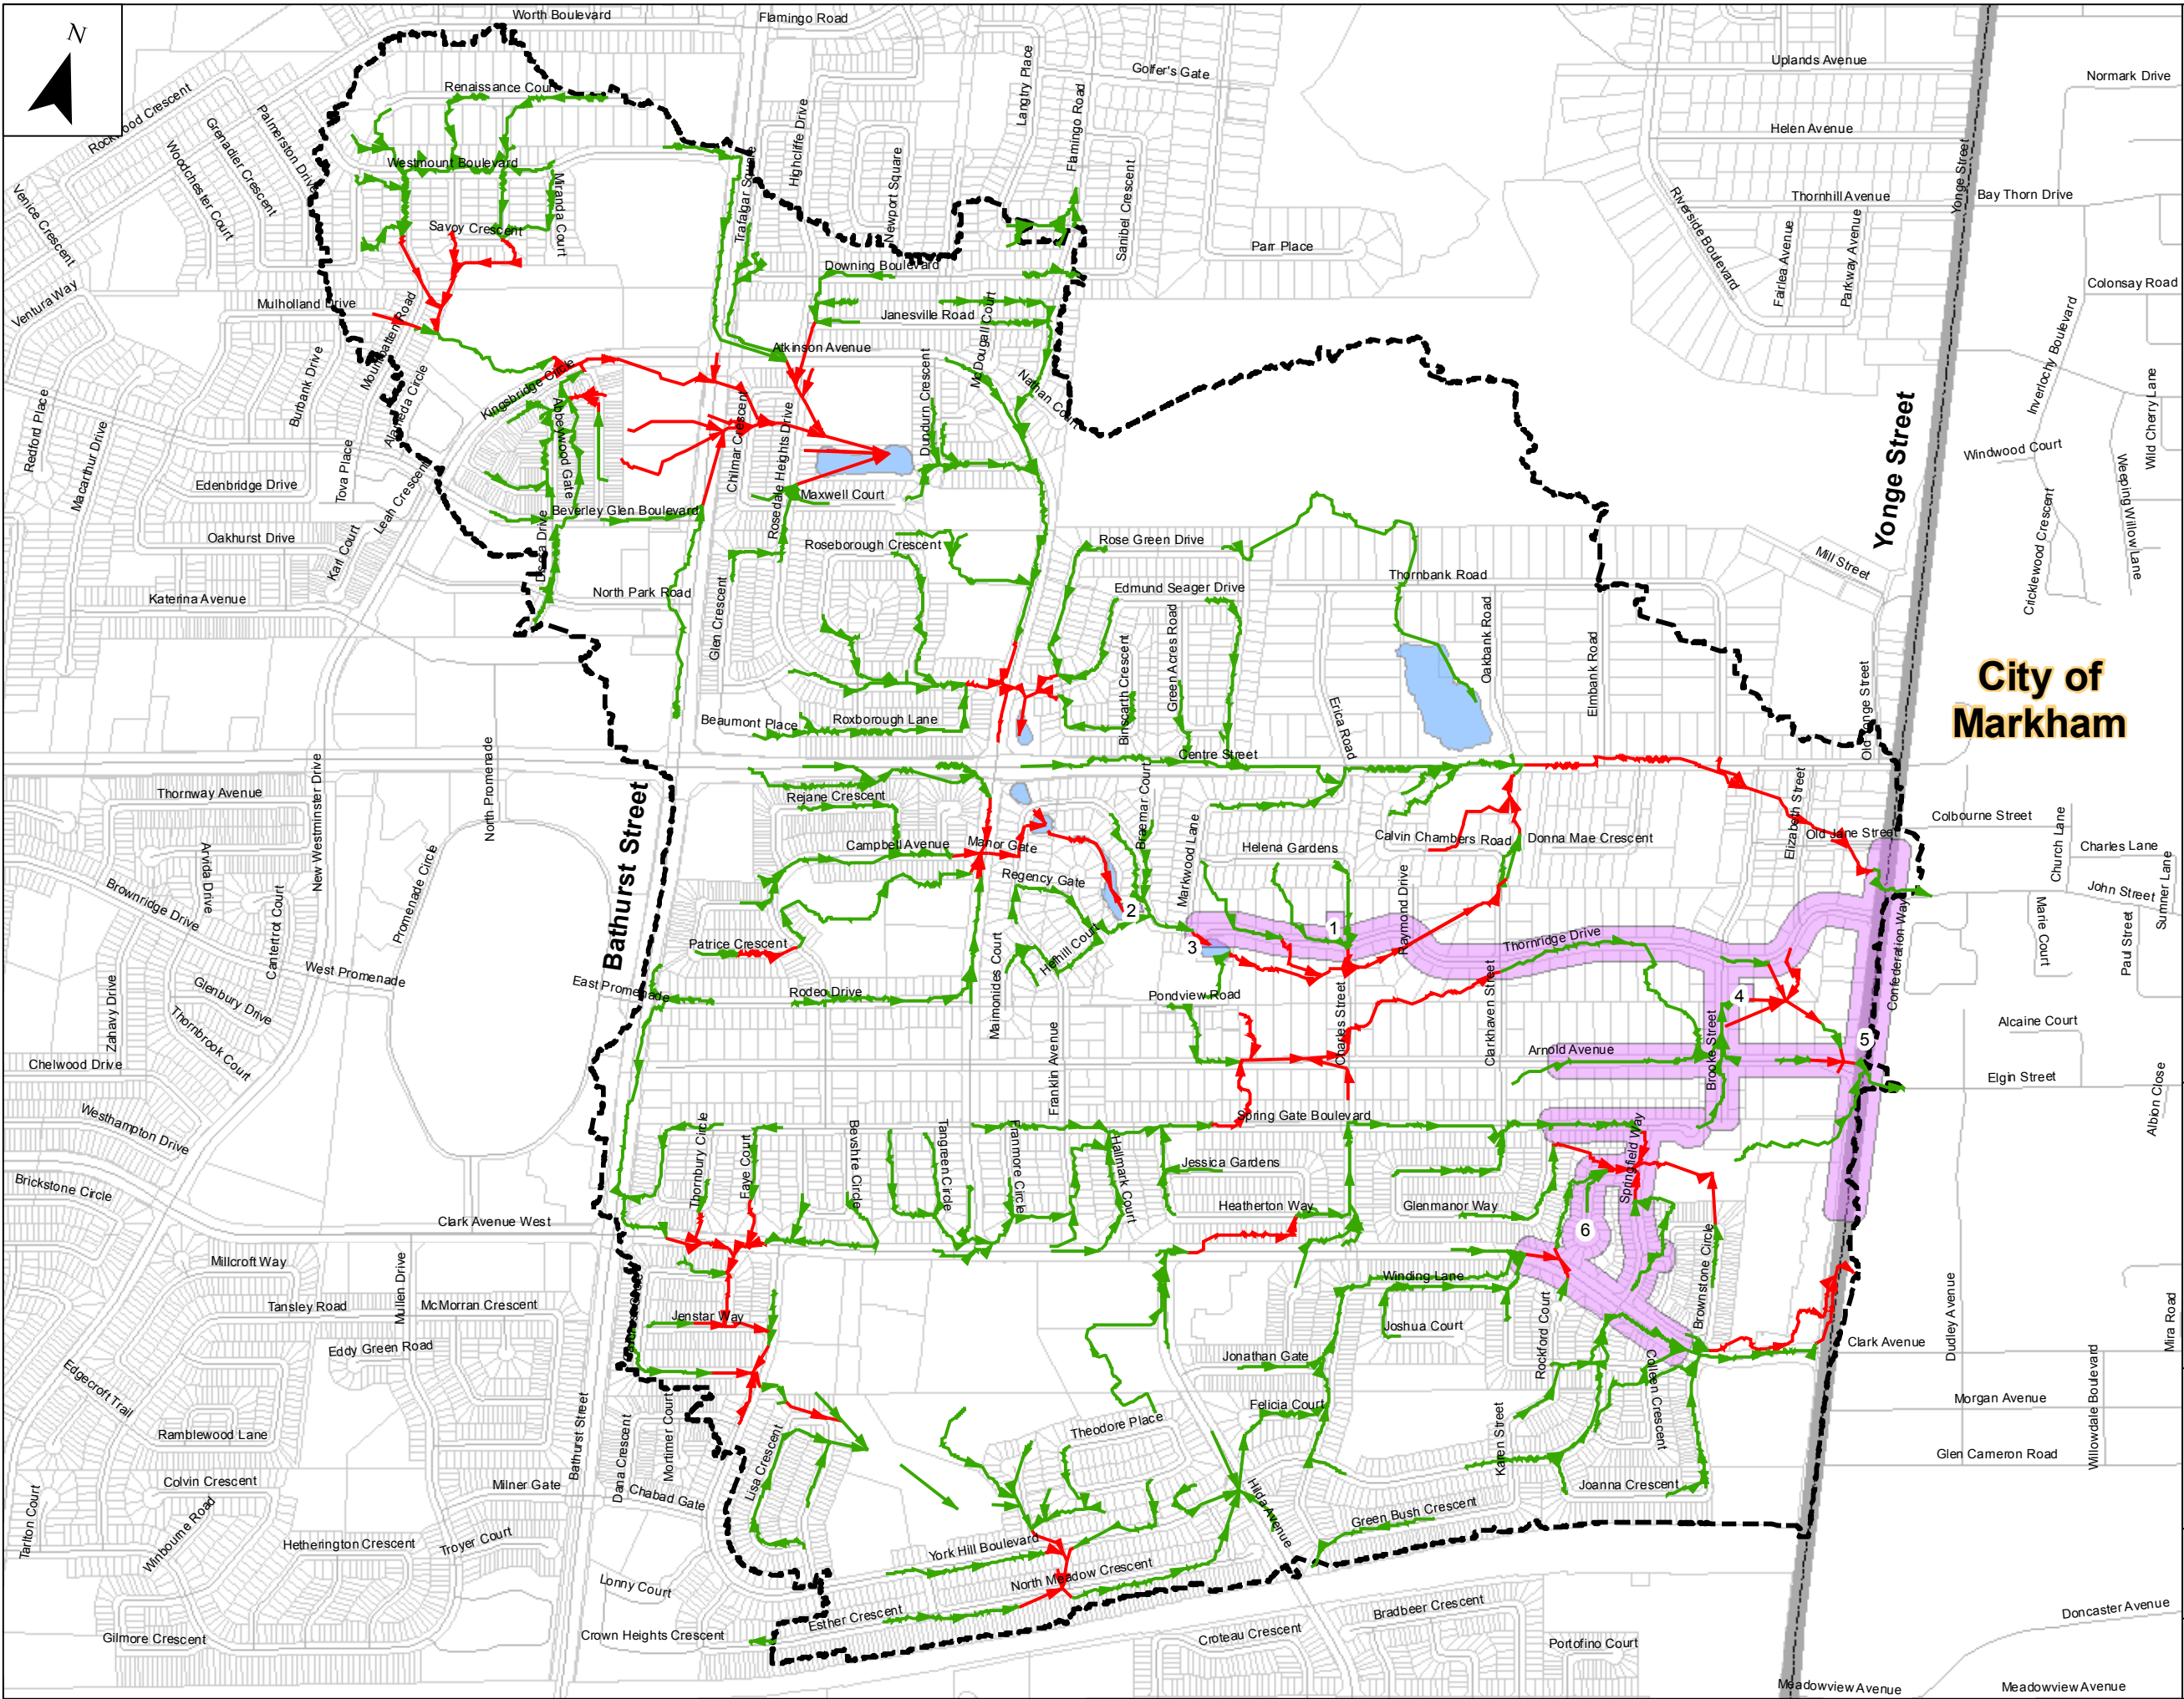 N
Worth Boulevard
Flamingo Road
Uplands Avenue
Normark Drive
Golfer's Gate
Langtry Place
Renaissance Court
Rockwood Crescent
Palmerston Drive
Grenadier Crescent
Woodchester Court
Highcliffe Drive
Flamingo Road
Helen Avenue
Yonge Street
Westmount Boulevard
Miranda Court
Trafalgar Square
Newport Square
Sanibel Crescent
Thornhill Avenue
Bay Thorn Drive
Venice Crescent
Savoy Crescent
Riverside Boulevard
Fairlea Avenue
Parkway Avenue
Parr Place
Downing Boulevard
Colonsay Road
Ventura Way
Mulholland Drive
Mountbatten Road
Janesville Road
McDougall Court
Atkinson Avenue
Inverlochy Boulevard
Burbank Drive
Alameda Circle
Kingsbridge Circle
Nathan Court
Dundurn Crescent
Wild Cherry Lane
Redford Place
Macarthur Drive
Abbeywood Gate
Chilmar Crescent
Rosedale Heights Drive
Windwood Court
Weeping Willow Lane
Yonge Street
Edenbridge Drive
Tova Place
Leah Crescent
Maxwell Court
Beverley Glen Boulevard
Cricklewood Crescent
Oakhurst Drive
Karl Court
Disera Drive
Roseborough Crescent
Rose Green Drive
Mill Street
Thornbank Road
Katerina Avenue
North Park Road
Glen Crescent
Edmund Seager Drive
Green Acres Road
Binscarth Crescent
Oakbank Road
Elmbank Road
Erica Road
Old Yonge Street
City of
Markham
Beaumont Place
Roxborough Lane
Centre Street
New Westminster Drive
North Promenade
Thornway Avenue
Rejane Crescent
Braemar Court
Markwood Lane
Elizabeth Street
Colbourne Street
Bathurst Street
Arvida Drive
Campbell Avenue
Manor Gate
Helena Gardens
Calvin Chambers Road
Donna Mae Crescent
Old Jane Street
Church Lane
Charles Lane
Brownridge Drive
Cantertrot Court
Promenade Circle
Regency Gate
Raymond Drive
John Street
Sumner Lane
2
1
3
Patrice Crescent
Hefhill Court
Thornridge Drive
Confederation Way
Marie Court
Paul Street
Zahavy Drive
Glenbury Drive
West Promenade
East Promenade
Rodeo Drive
Maimonides Court
Pondview Road
Charles Street
Clarkhaven Street
4
Thornbrook Court
Brooke Street
5
Alcaine Court
Chelwood Drive
Arnold Avenue
Elgin Street
Albion Close
Westhampton Drive
Franklin Avenue
Spring Gate Boulevard
Springfield Way
Thornbury Circle
Faye Court
Bevshire Circle
Tangreen Circle
Franmore Circle
Hallmark Court
Jessica Gardens
Brickstone Circle
Heatherton Way
Glenmanor Way
6
Clark Avenue West
Millcroft Way
Mullen Drive
Winding Lane
Brownstone Circle
Tansley Road
McMorran Crescent
Jenstar Way
Joshua Court
Rockford Court
Dudley Avenue
Mira Road
Eddy Green Road
Clark Avenue
Jonathan Gate
Colleen Crescent
Edgecroft Trail
Willowdale Boulevard
Morgan Avenue
Bathurst Street
Mortimer Court
Dana Crescent
Lisa Crescent
Felicia Court
Theodore Place
Karen Street
Ramblewood Lane
Glen Cameron Road
Tarlton Court
Colvin Crescent
Milner Gate
Chabad Gate
Hilda Avenue
Joanna Crescent
Green Bush Crescent
Winbourne Road
Hetherington Crescent
Troyer Court
York Hill Boulevard
North Meadow Crescent
Lonny Court
Esther Crescent
Bradbeer Crescent
Doncaster Avenue
Gilmore Crescent
Crown Heights Crescent
Croteau Crescent
Portofino Court
Meadowview Avenue
Meadowview Avenue